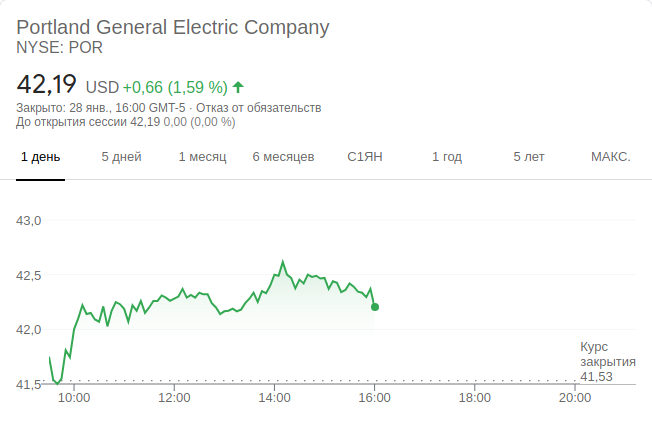 Portland General Electric Company
NYSE: POR
42,19 USD +0,66 (1,59 %)
Закрыто: 28 янв., 16:00 GMT-5 · Отказ от обязательств
До открытия сессии 42,19 0,00 (0,00 %)
1 день 5 дней 1 месяц 6 месяцев С1ЯН 1 год 5 лет МАКС.
43,0
42,5
42,0
Курс
закрытия
41,53
41,5
10:00 12:00 14:00 16:00 18:00 20:00